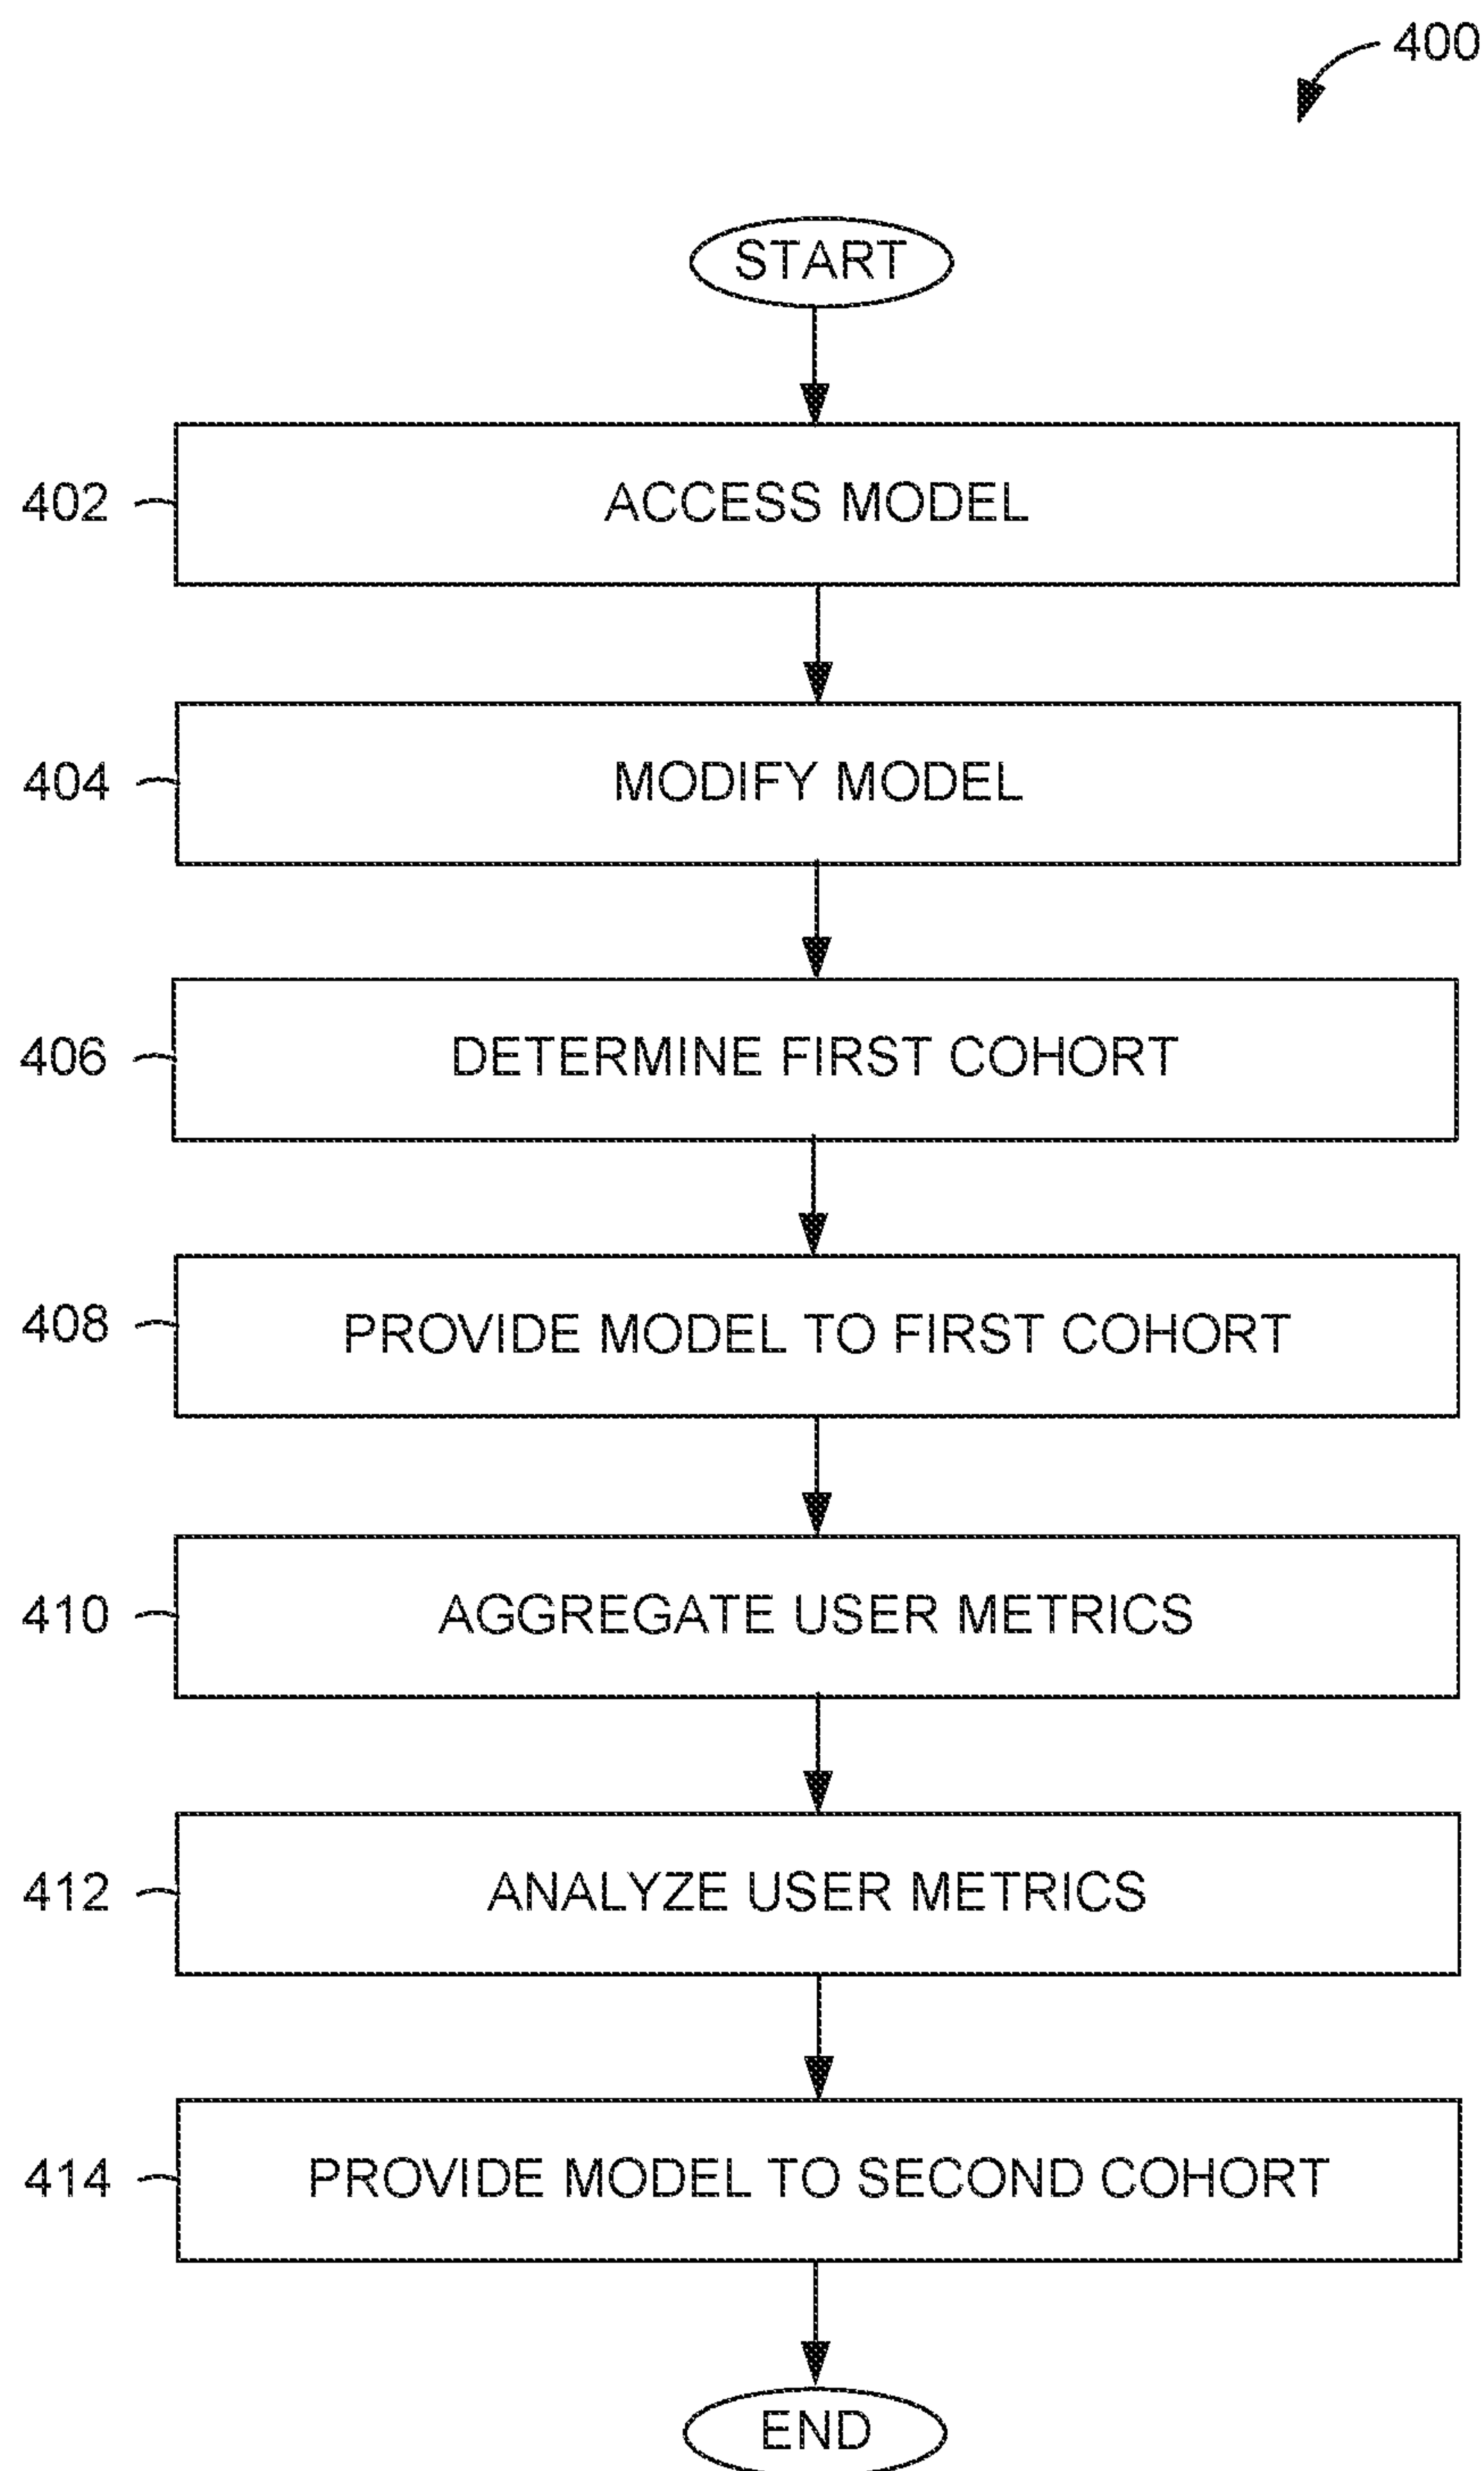 400
START
402 ACCESS MODEL
404 MODIFY MODEL
406 DETERMINE FIRST COHORT
408 PROVIDE MODEL TO FIRST COHORT
410 AGGREGATE USER METRICS
412 ANALYZE USER METRICS
414 PROVIDE MODEL TO SECOND COHORT
END